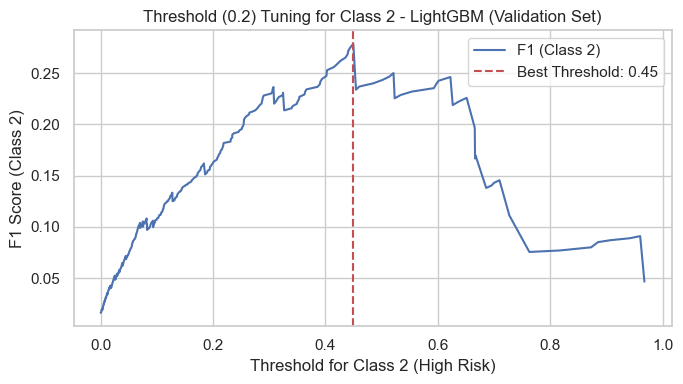 Threshold (0.2) Tuning for Class 2 - LightGBM (Validation Set)
F1 (Class 2)
Best Threshold: 0.45
F1 Score (Class 2)
0.25
0.20
0.15
0.10
0.05
0.0 0.2 0.4 0.6 0.8 1.0
Threshold for Class 2 (High Risk)